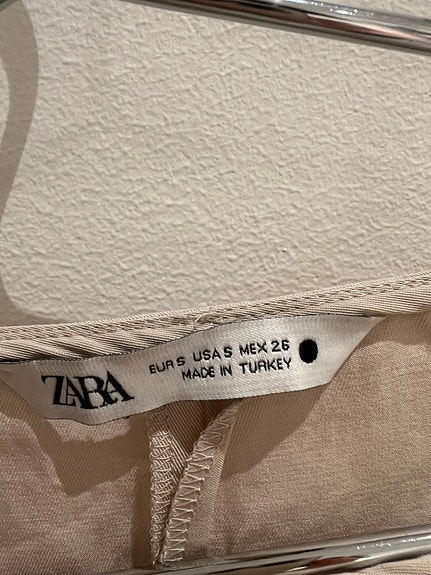 ZARA
EUR S USA S MEX 26
MADE IN TURKEY